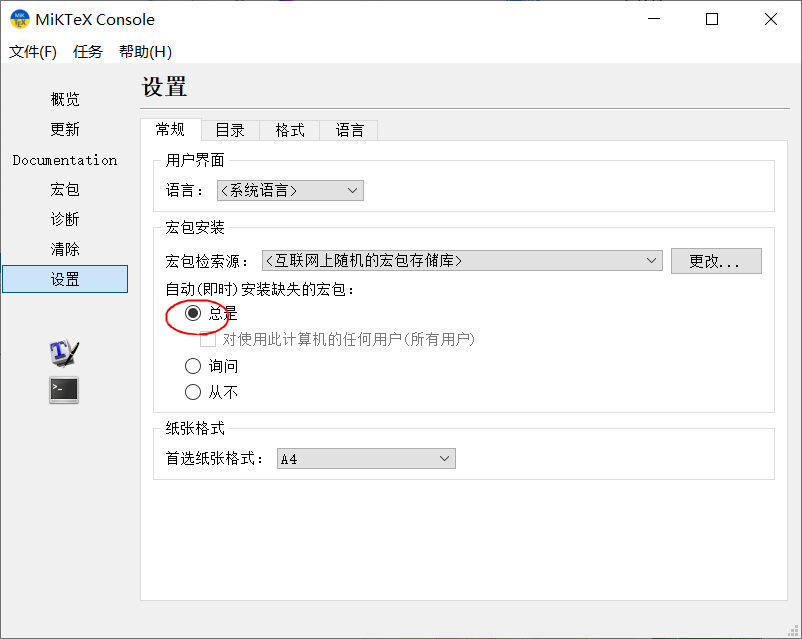 MiKTeX Console
文件(F) 任务 帮助(H)
概览
更新
Documentation
宏包
诊断
清除
设置
设置
常规 目录 格式 语言
用户界面
语言： <系统语言>
宏包安装
宏包检索源： <互联网上随机的宏包存储库> 更改...
自动(即时)安装缺失的宏包：
总是
对使用此计算机的任何用户(所有用户)
询问
从不
纸张格式
首选纸张格式： A4